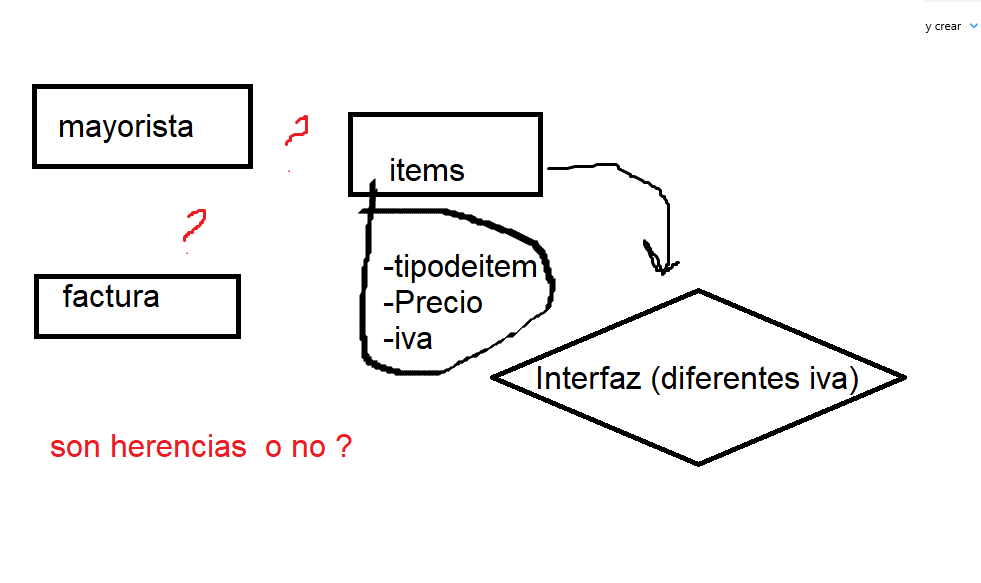 y crear
mayorista
?
items
?
factura
-tipodeitem
-Precio
-iva
Interfaz (diferentes iva)
son herencias o no ?